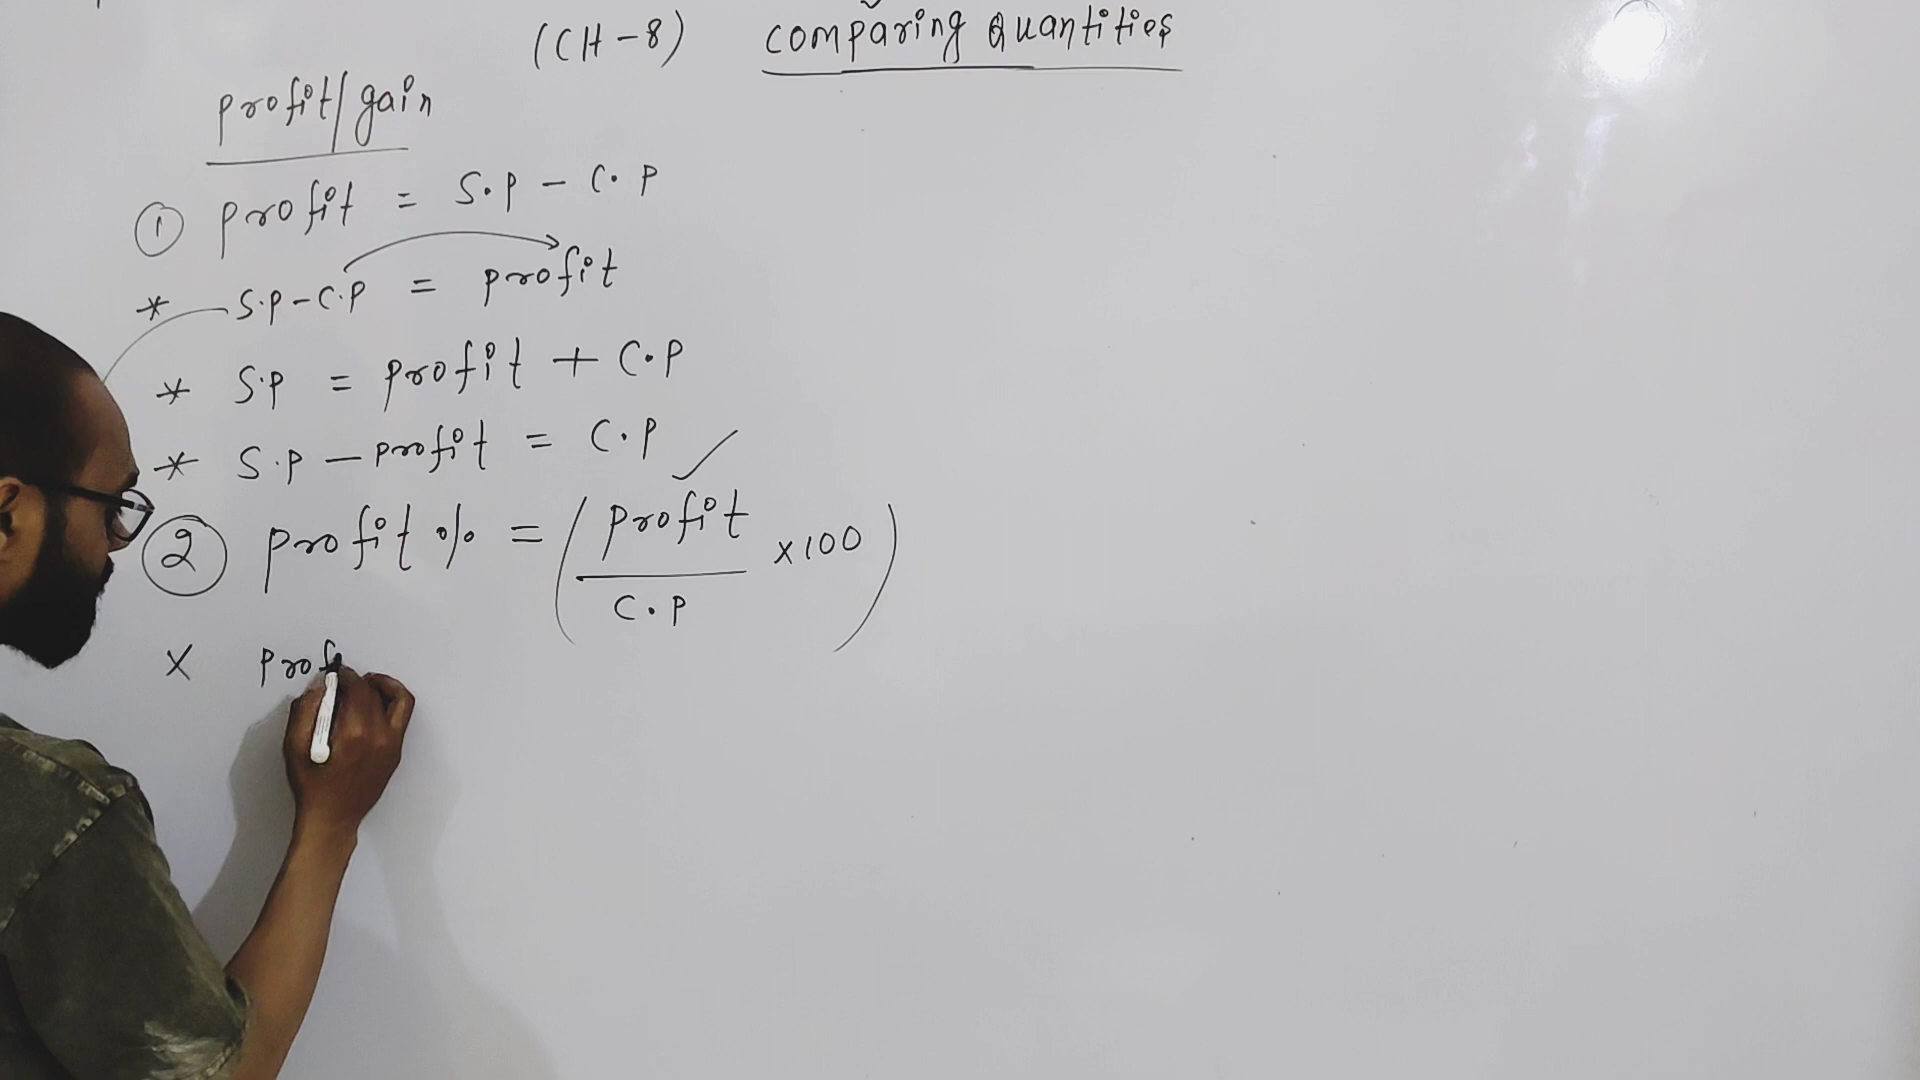 (CH-8) comparing Quantities
profit/gain
① profit = S.P - C.P
* S.P-C.P = profit
* S.P = profit + C.P
* S.P - profit = C.P
② profit % = (profit/C.P ×100)
× prof